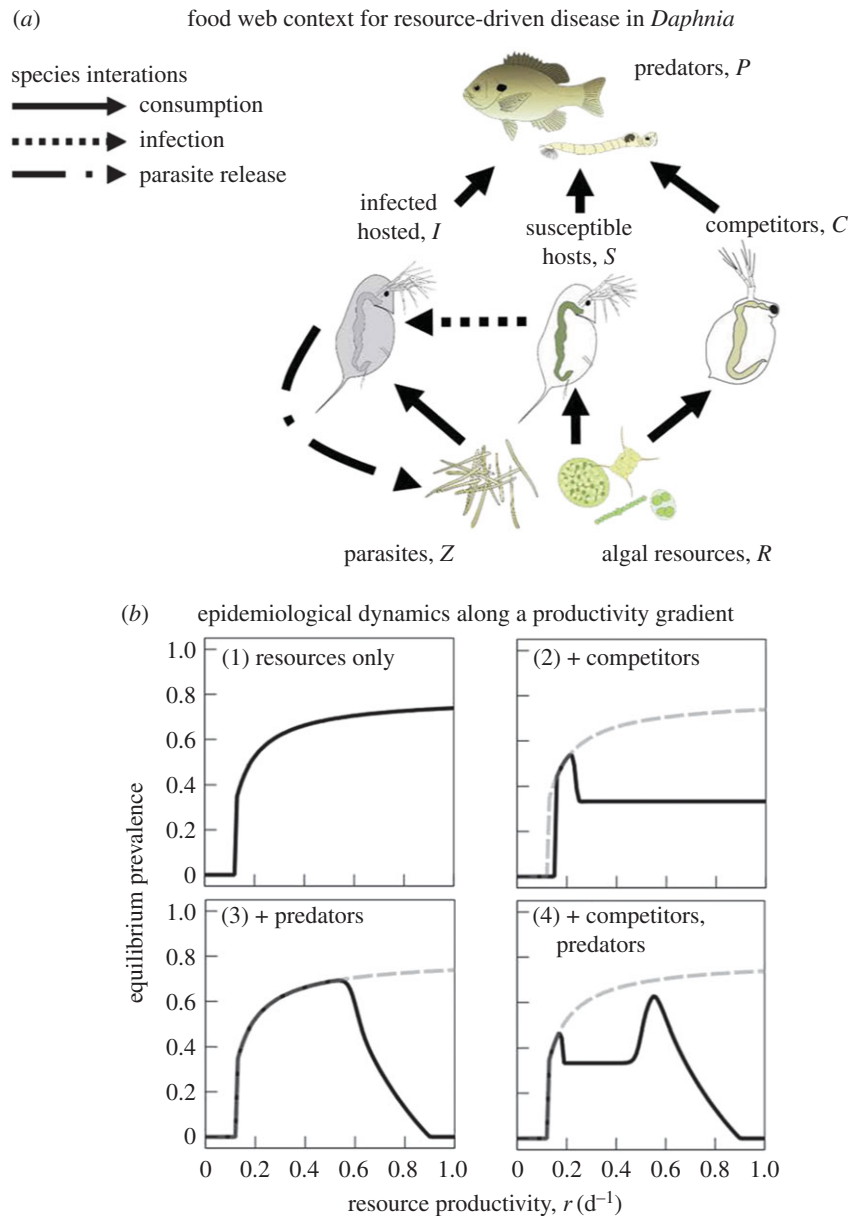 (a) food web context for resource-driven disease in Daphnia
species interations
consumption
infection
parasite release
predators, P
infected
hosted, I
susceptible
hosts, S
competitors, C
parasites, Z
algal resources, R
(b) epidemiological dynamics along a productivity gradient
equilibrium prevalence
(1) resources only
1.0
0.8
0.6
0.4
0.2
0
(2) + competitors
(3) + predators
1.0
0.8
0.6
0.4
0.2
0
(4) + competitors,
predators
0 0.2 0.4 0.6 0.8 1.0
0 0.2 0.4 0.6 0.8 1.0
resource productivity, r (d⁻¹)